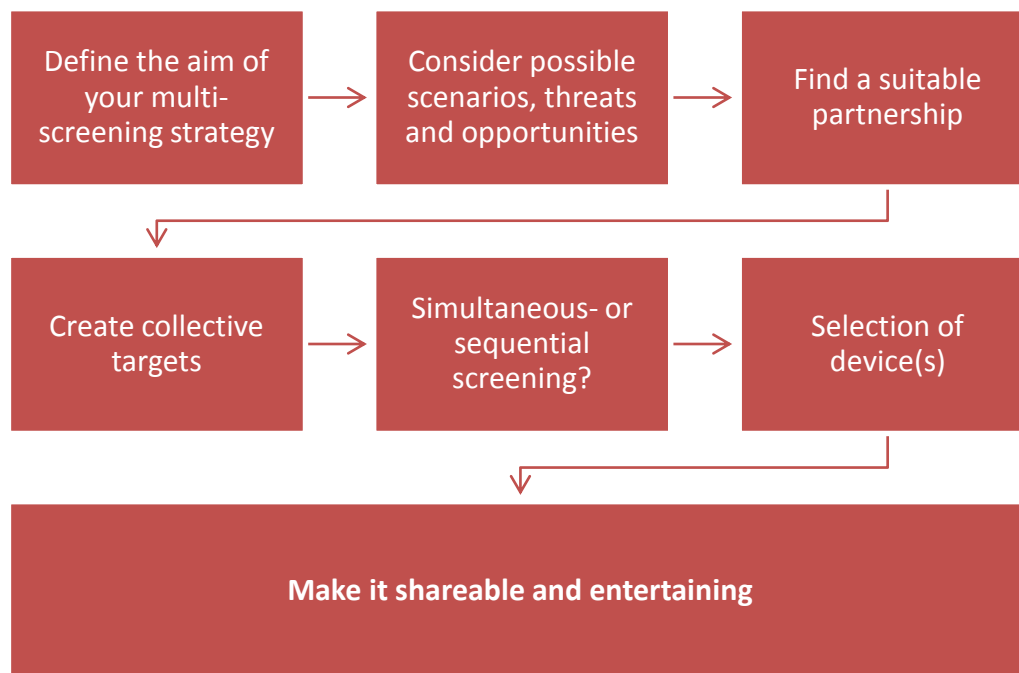 Define the aim of
your multi-
screening strategy
Consider possible
scenarios, threats
and opportunities
Find a suitable
partnership
Create collective
targets
Simultaneous- or
sequential
screening?
Selection of
device(s)
Make it shareable and entertaining